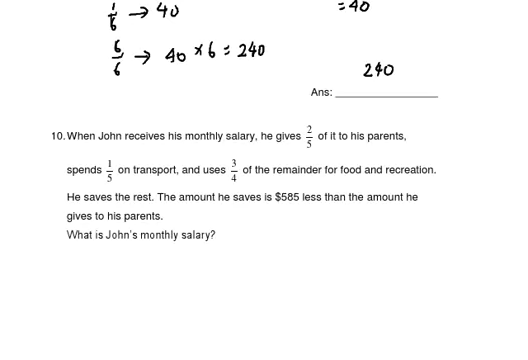 1/6 → 40
= 40
6/6 → 40 × 6 = 240
240
Ans: ____________________
10. When John receives his monthly salary, he gives 2/5 of it to his parents,
spends 1/5 on transport, and uses 3/4 of the remainder for food and recreation.
He saves the rest. The amount he saves is $585 less than the amount he
gives to his parents.
What is John's monthly salary?